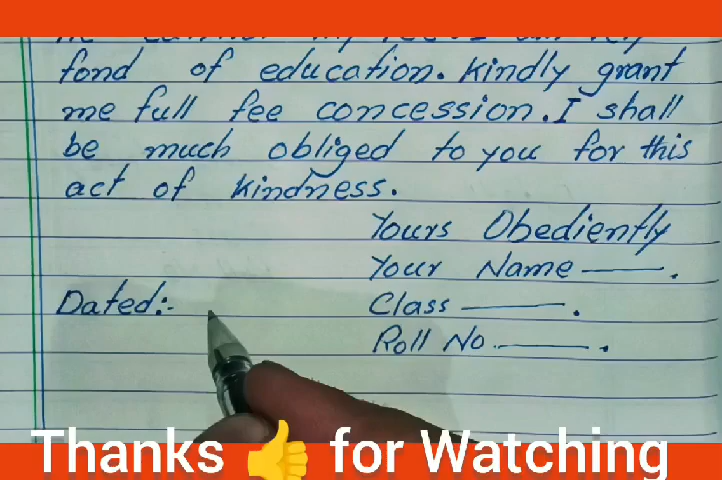 fond of education. Kindly grant
me full fee concession. I shall
be much obliged to you for this
act of kindness.
Yours Obediently
Your Name ——.
Dated:-
Class ——.
Roll No. ——.
Thanks 👍 for Watching